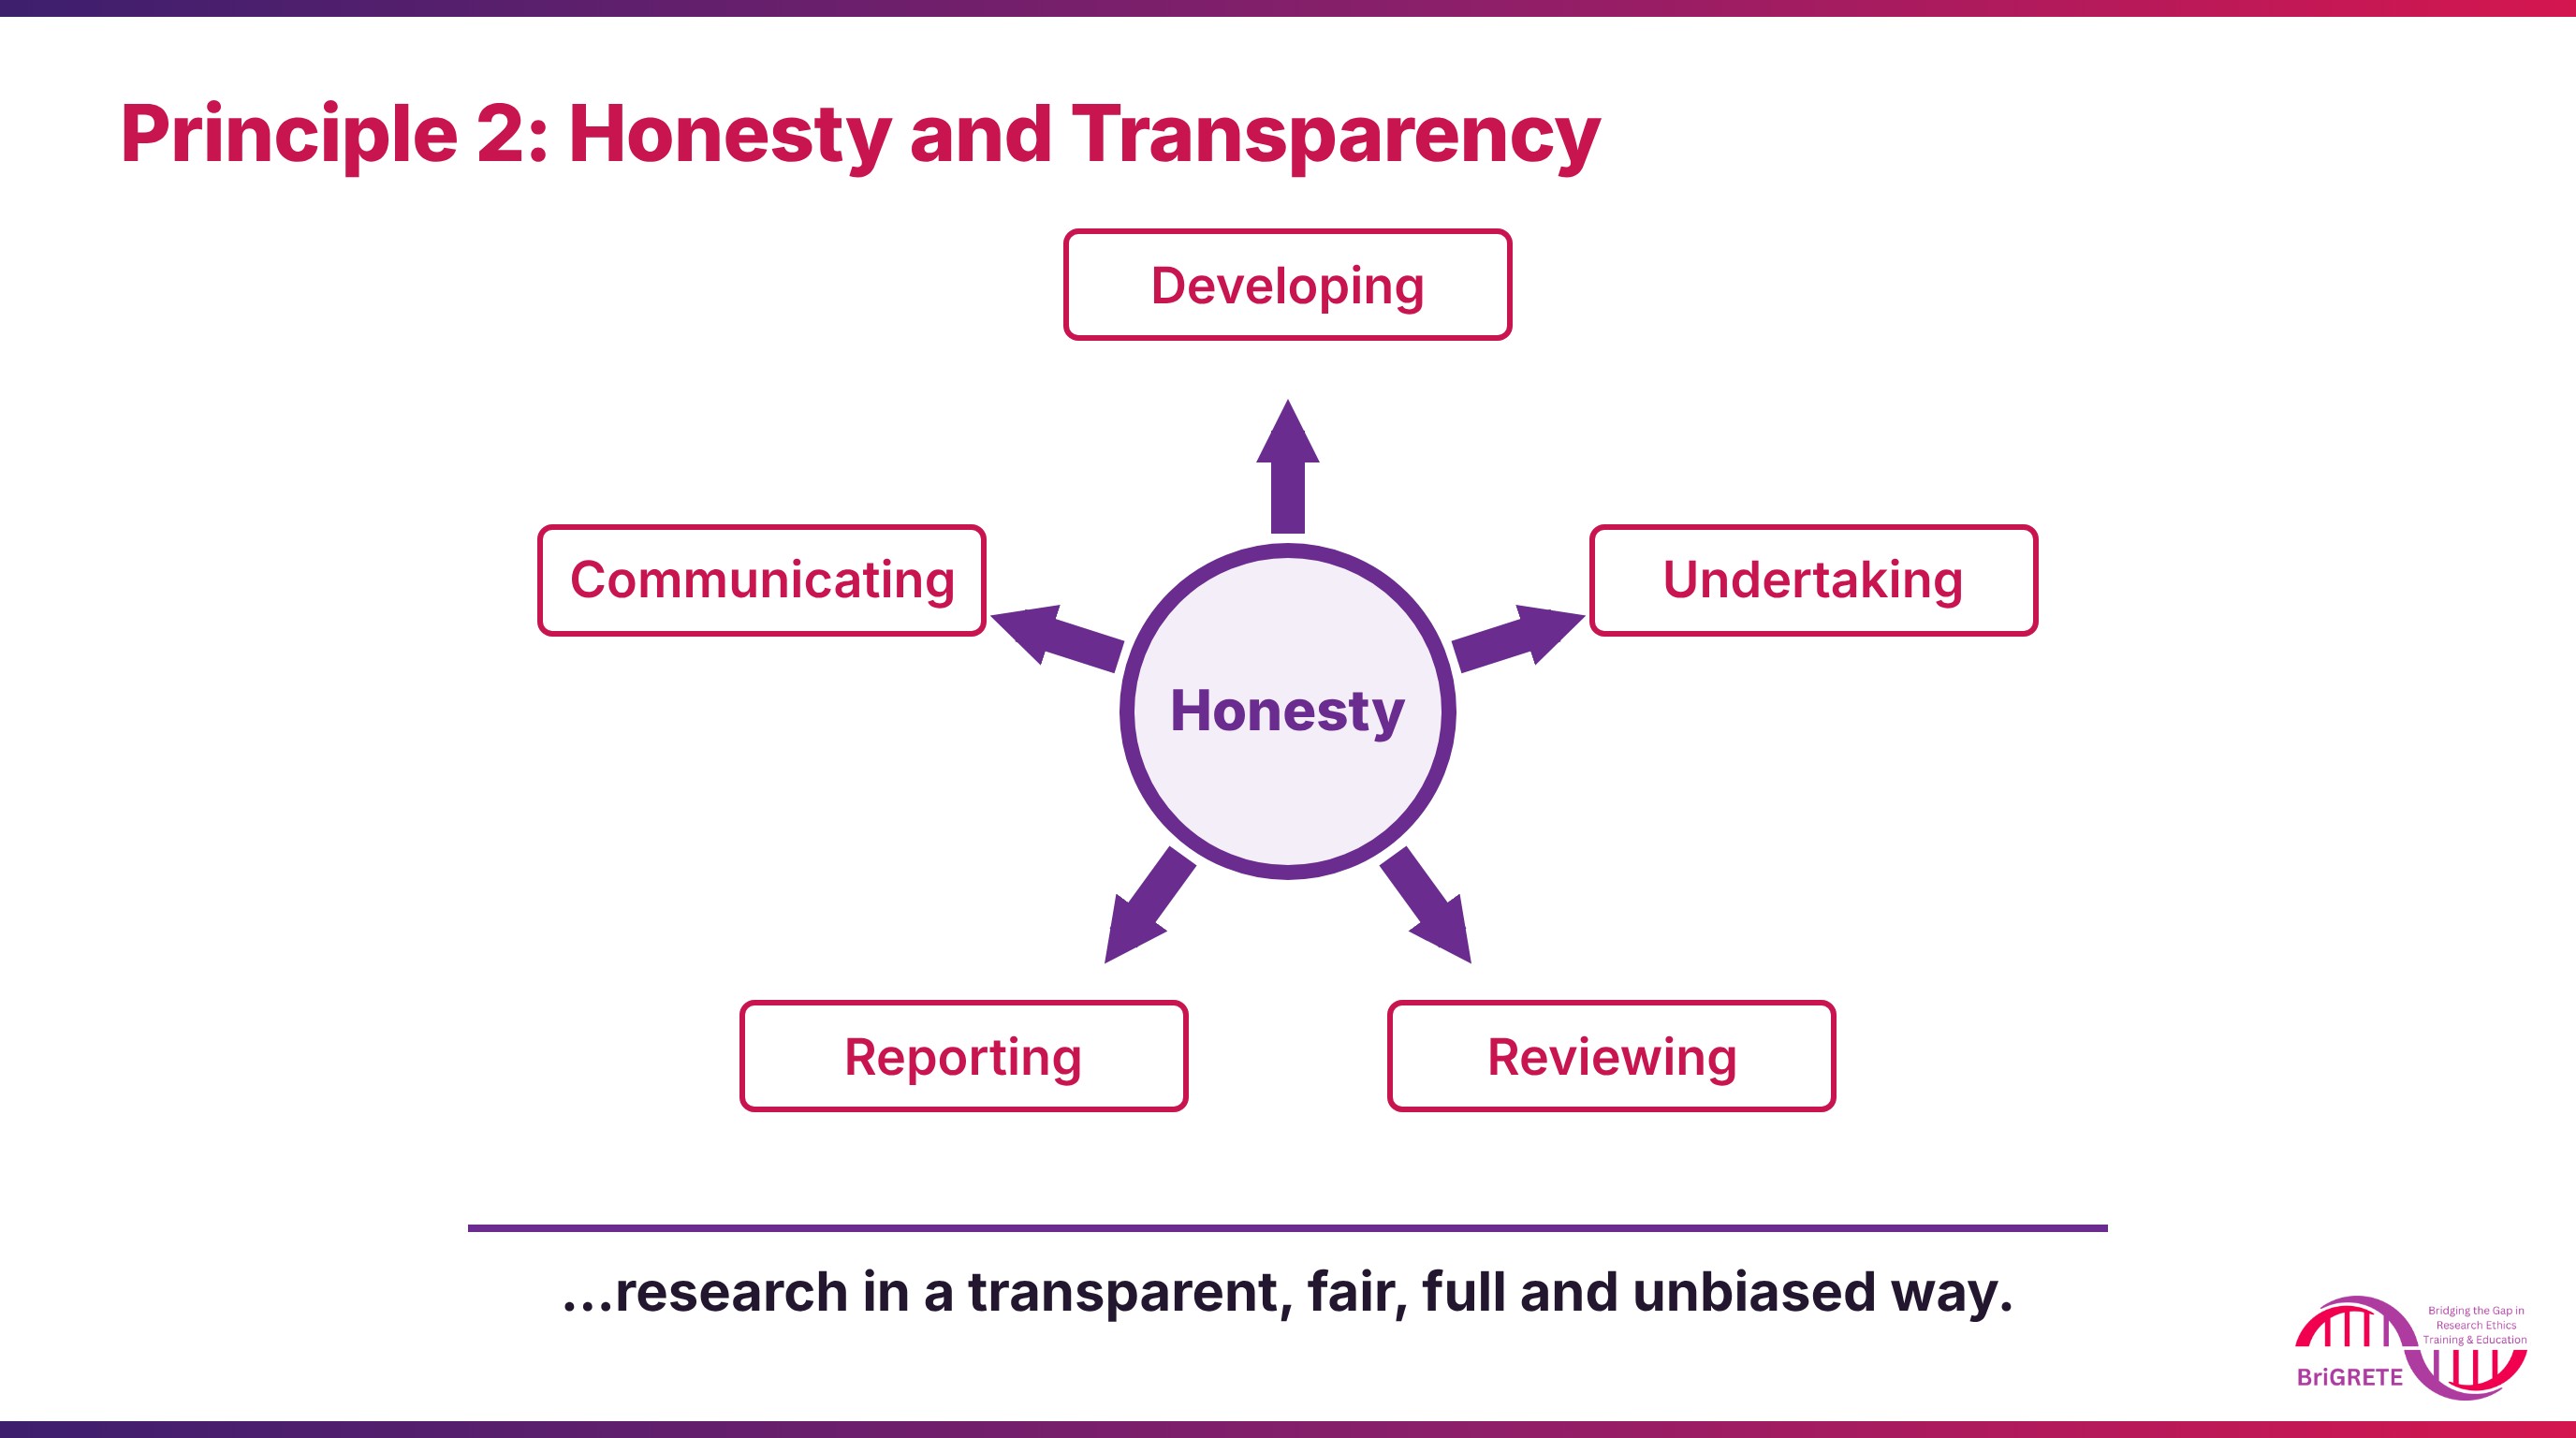 Principle 2: Honesty and Transparency
Developing
Communicating
Undertaking
Honesty
Reporting
Reviewing
...research in a transparent, fair, full and unbiased way.
Bridging the Gap in
Research Ethics
Training & Education
BriGRETE